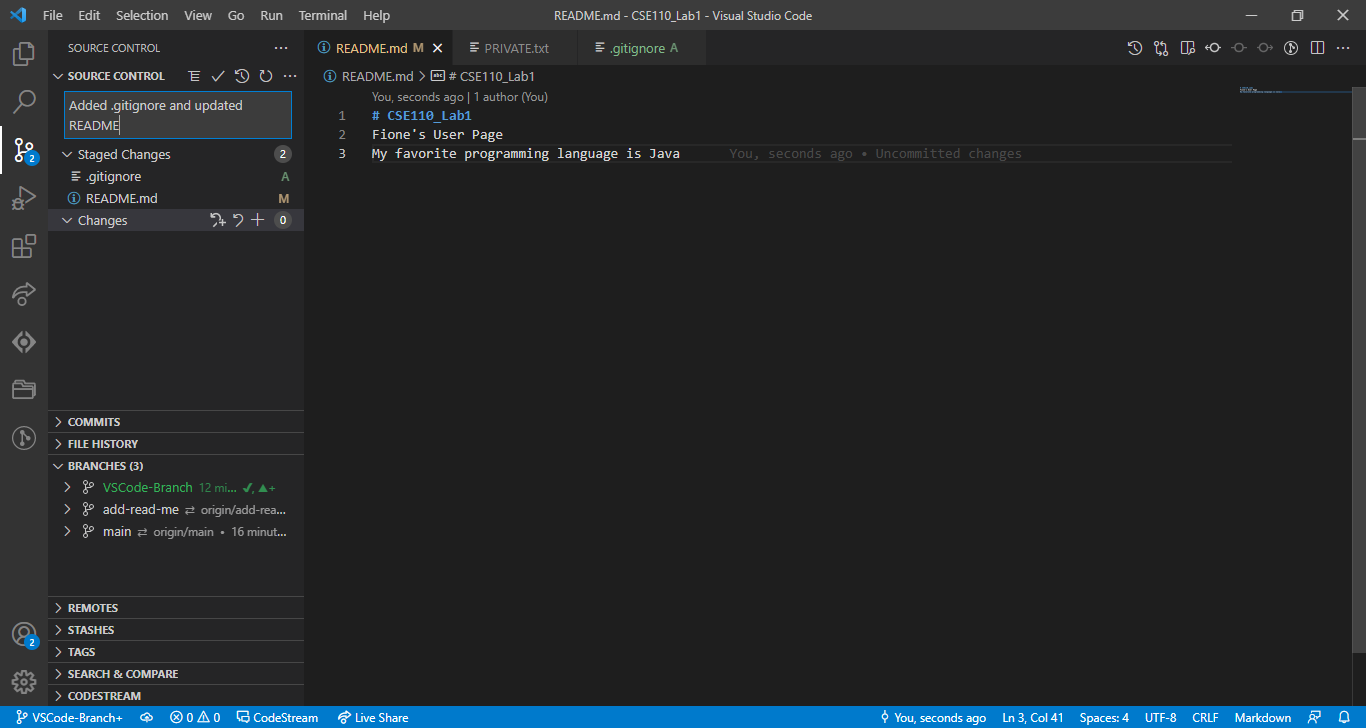 File Edit Selection View Go Run Terminal Help README.md - CSE110_Lab1 - Visual Studio Code
SOURCE CONTROL
README.md M
PRIVATE.txt
.gitignore A
SOURCE CONTROL
README.md > # CSE110_Lab1
Added .gitignore and updated
README
You, seconds ago | 1 author (You)
1 # CSE110_Lab1
2 Fione's User Page
3 My favorite programming language is Java You, seconds ago • Uncommitted changes
Staged Changes 2
.gitignore A
README.md M
Changes 0
2
COMMITS
FILE HISTORY
BRANCHES (3)
VSCode-Branch 12 mi...
add-read-me origin/add-rea...
main origin/main • 16 minut...
REMOTES
STASHES
TAGS
SEARCH & COMPARE
CODESTREAM
2
VSCode-Branch+ 0 0 CodeStream Live Share You, seconds ago Ln 3, Col 41 Spaces: 4 UTF-8 CRLF Markdown